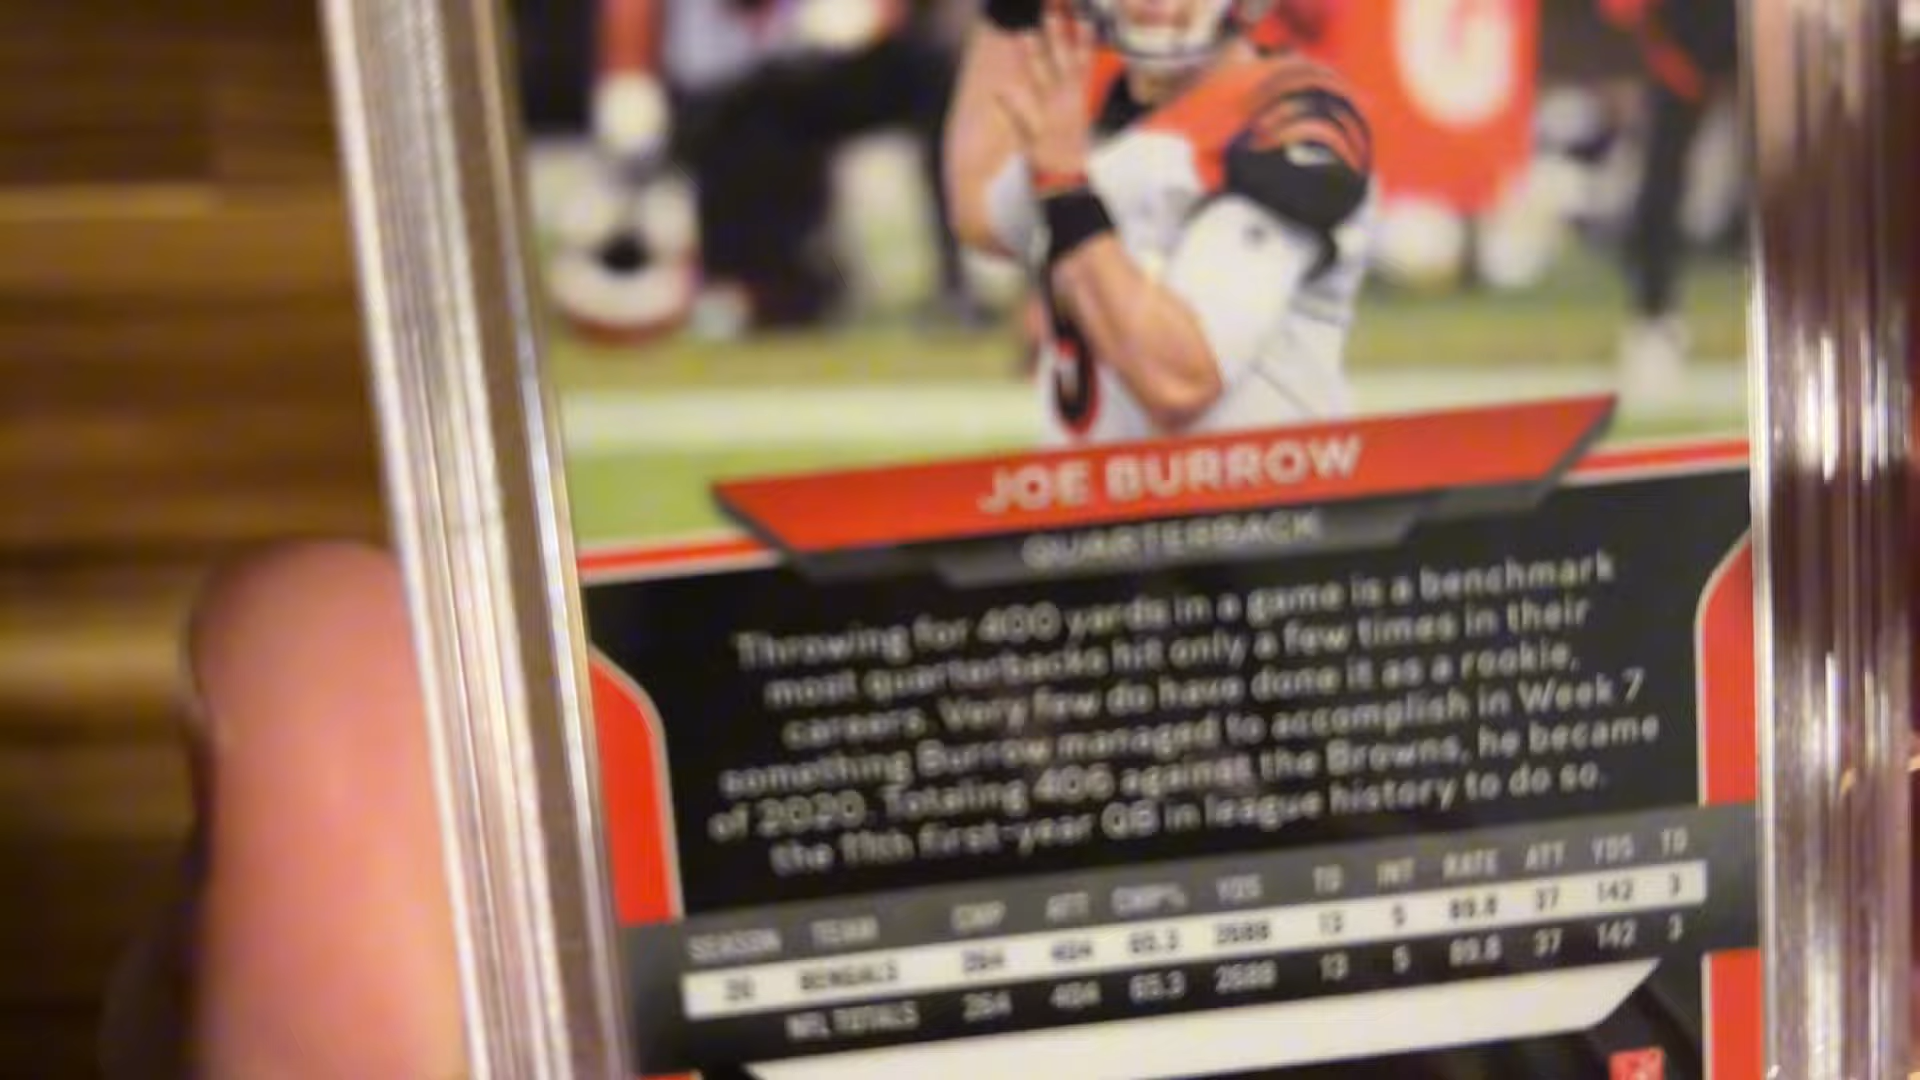 G
JOE BURROW
QUARTERBACK
Throwing for 400 yards in a game is a benchmark
most quarterbacks hit only a few times in their
careers. Very few do have done it as a rookie,
something Burrow managed to accomplish in Week 7
of 2020. Totaling 406 against the Browns, he became
the 11th first-year QB in league history to do so.
SEASON TEAM CMP ATT CMP% YDS TD INT RATE ATT YDS TD
20 BENGALS 264 404 65.3 2688 13 5 89.8 37 142 3
NFL TOTALS 264 404 65.3 2688 13 5 89.8 37 142 3